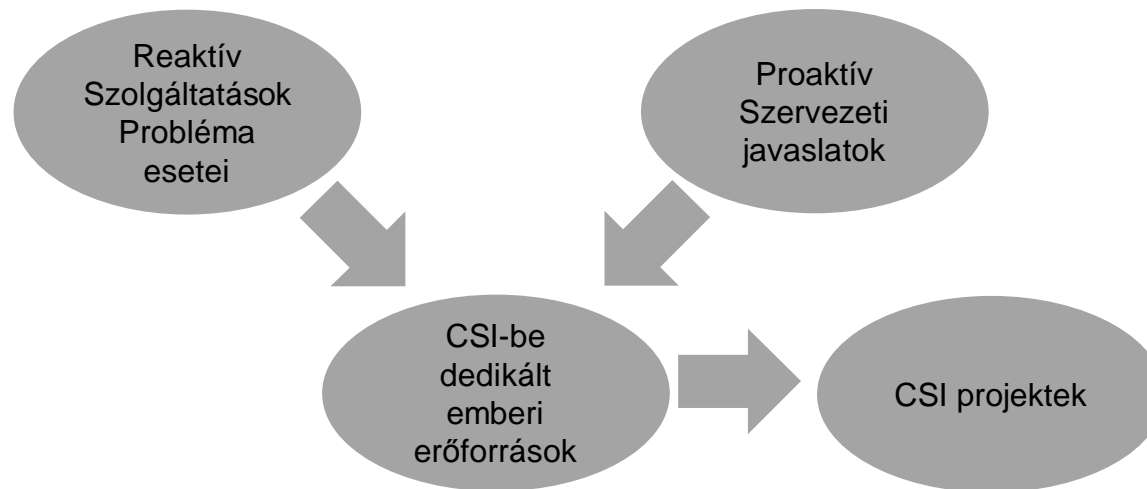 Reaktív
Szolgáltatások
Probléma
esetei
Proaktív
Szervezeti
javaslatok
CSI-be
dedikált
emberi
erőforrások
CSI projektek